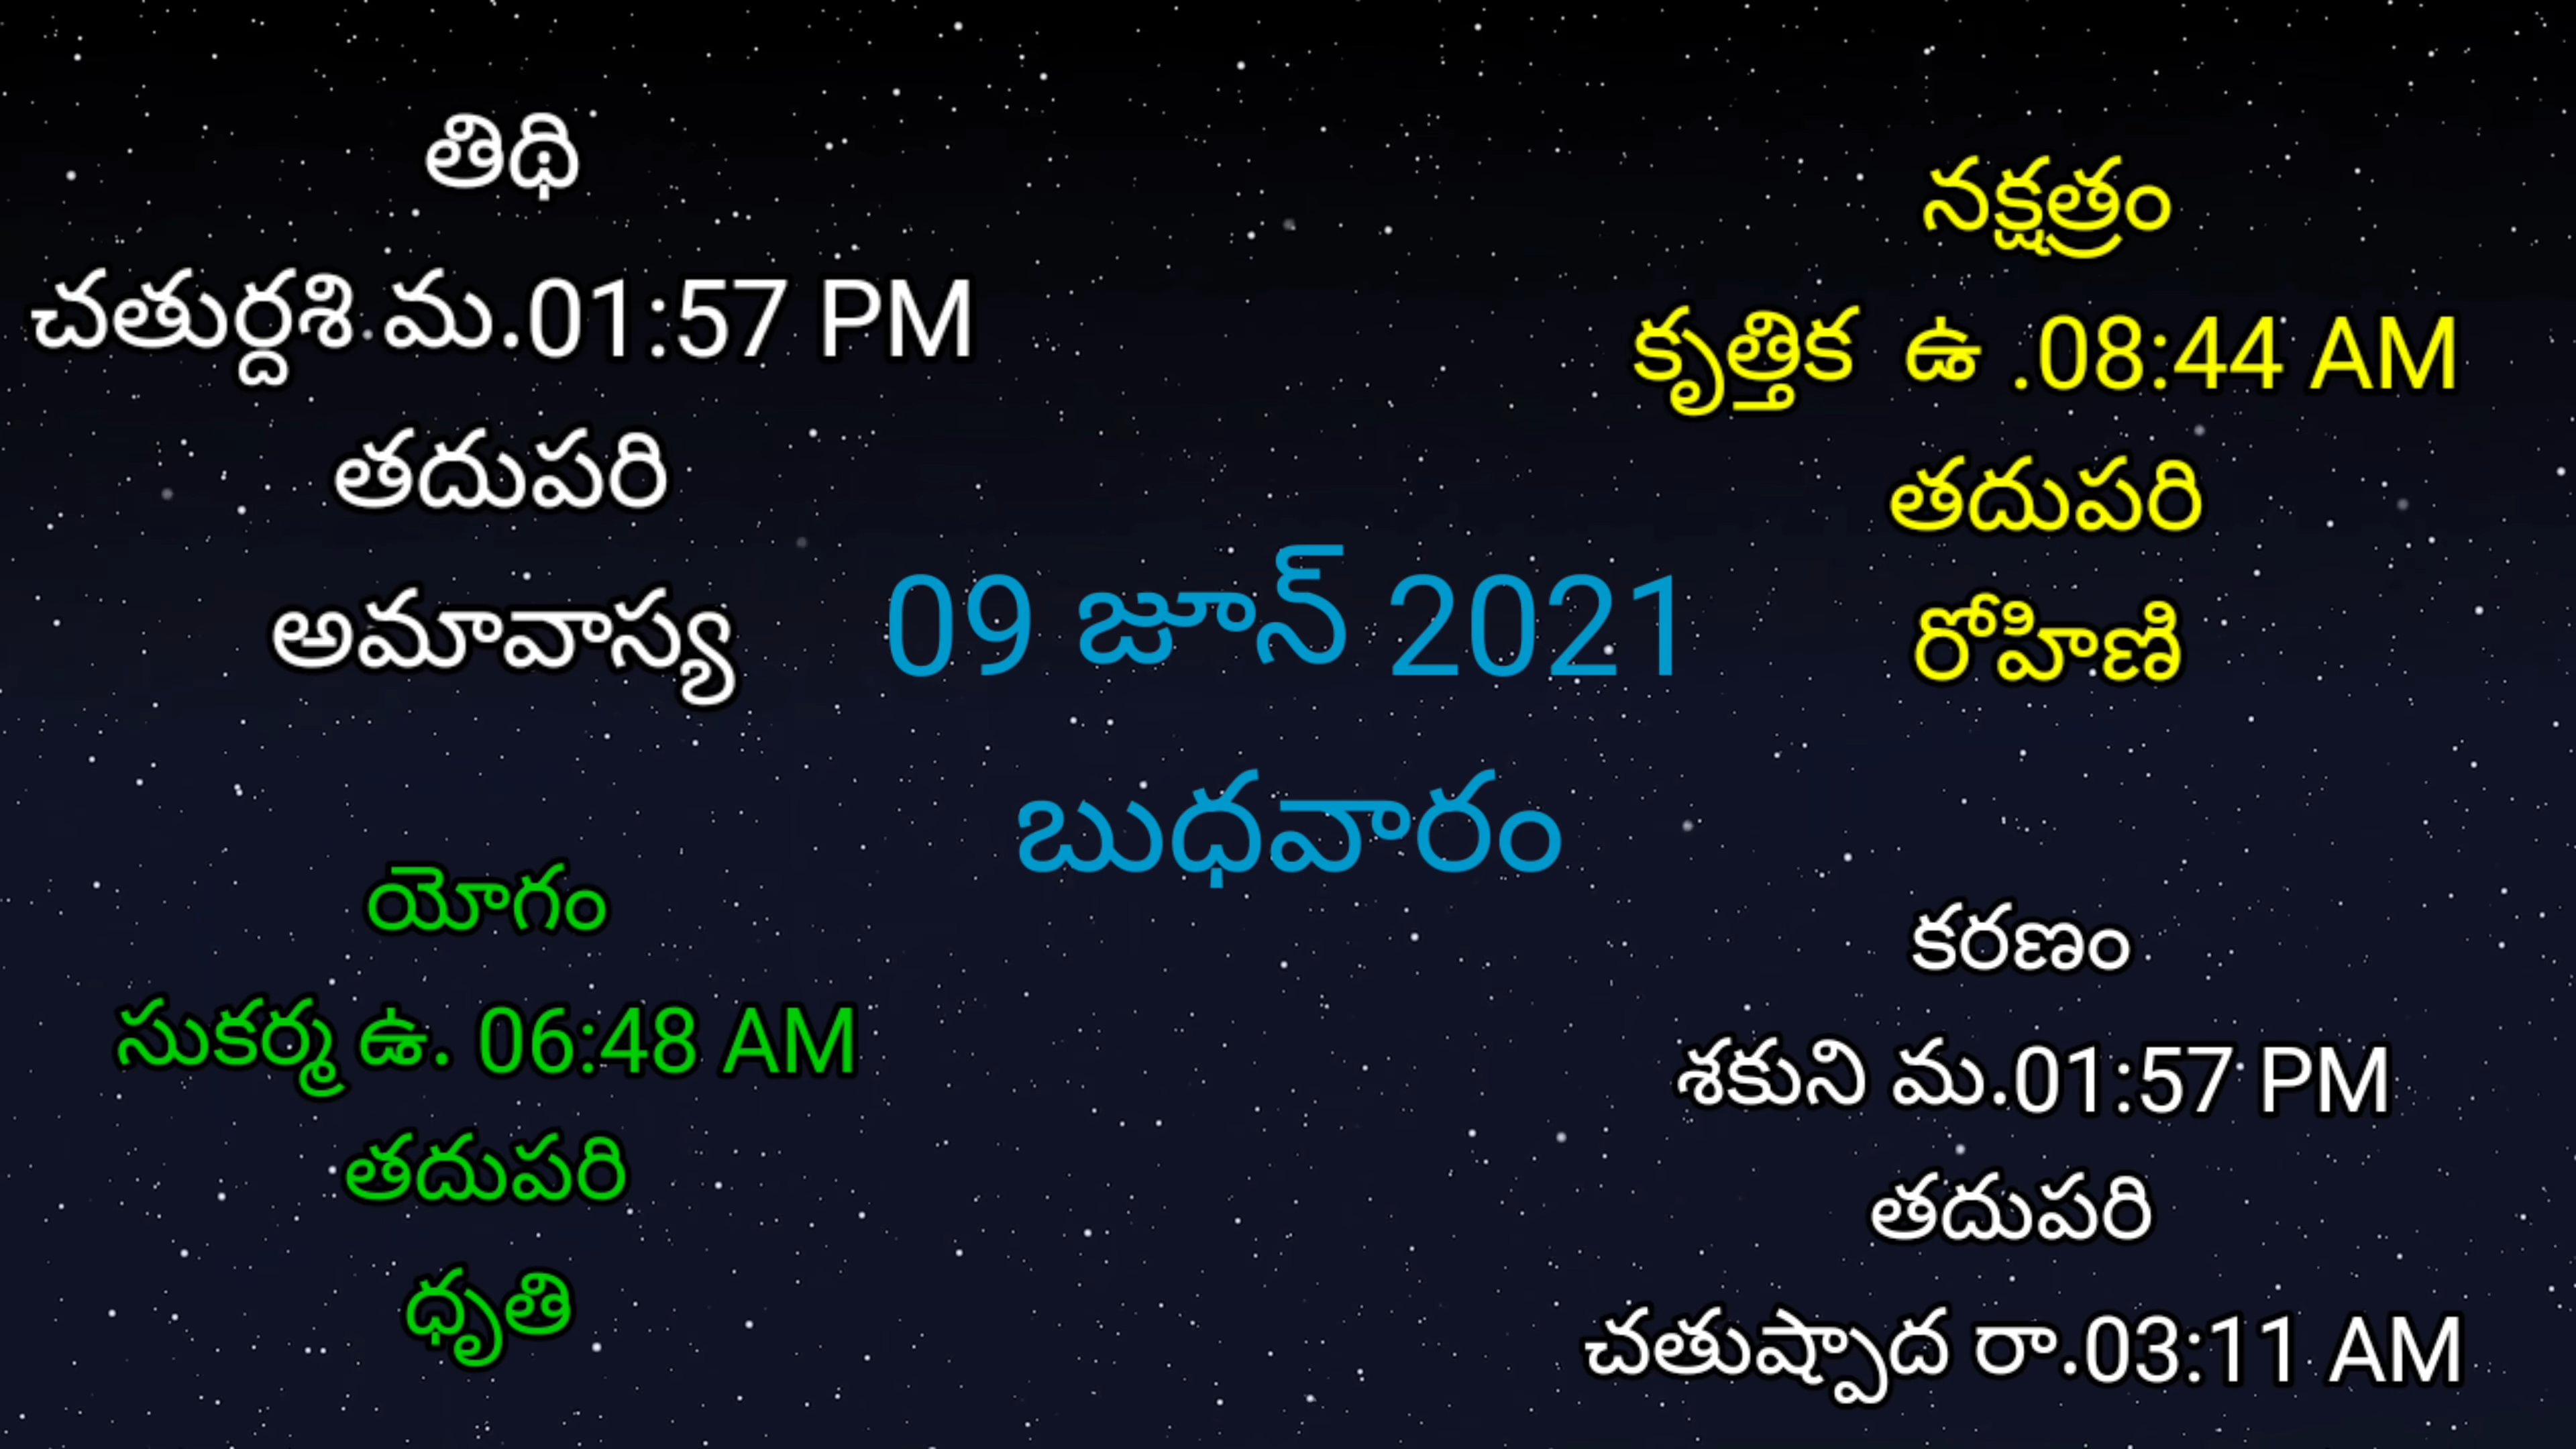 తిథి
చతుర్దశి మ.01:57 PM
తదుపరి
అమావాస్య
నక్షత్రం
కృత్తిక ఉ .08:44 AM
తదుపరి
రోహిణి
09 జూన్ 2021
బుధవారం
యోగం
సుకర్మ ఉ. 06:48 AM
తదుపరి
ధృతి
కరణం
శకుని మ.01:57 PM
తదుపరి
చతుష్పాద రా.03:11 AM